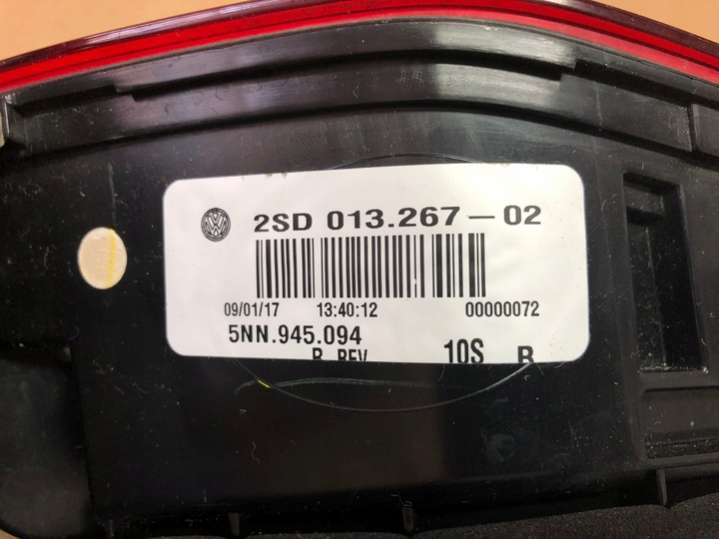 2SD 013.267-02
09/01/17 13:40:12 00000072
5NN.945.094
R REV 10S R